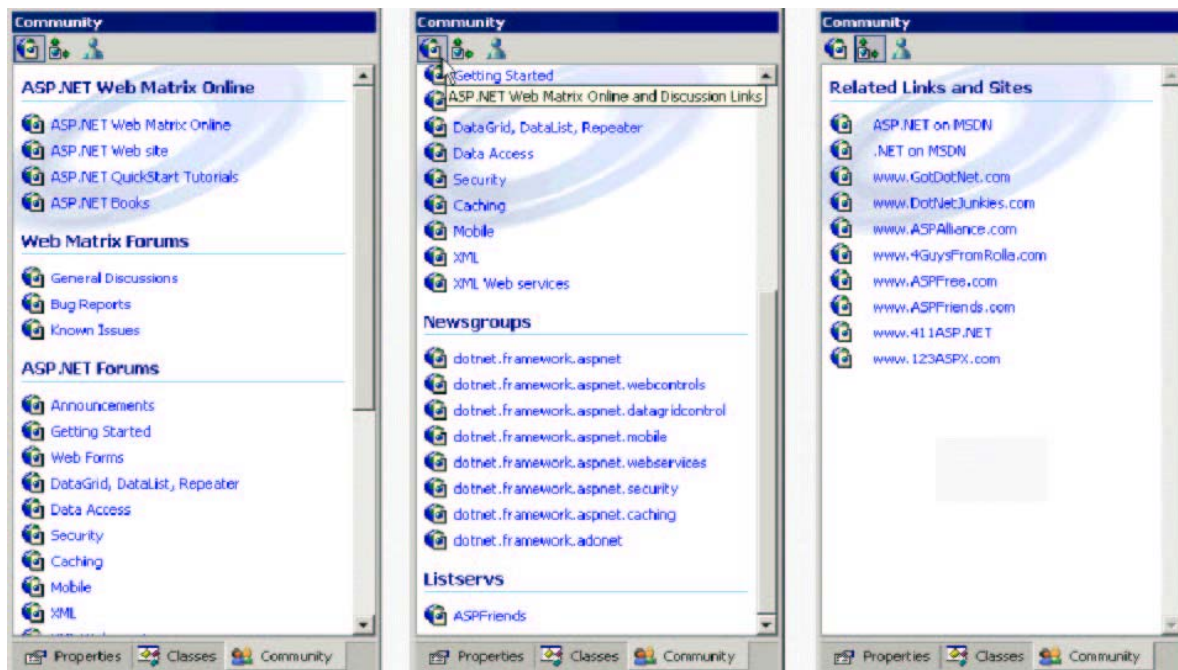 Community
ASP.NET Web Matrix Online
ASP.NET Web Matrix Online
ASP.NET Web site
ASP.NET QuickStart Tutorials
ASP.NET Books
Web Matrix Forums
General Discussions
Bug Reports
Known Issues
ASP.NET Forums
Announcements
Getting Started
Web Forms
DataGrid, DataList, Repeater
Data Access
Security
Caching
Mobile
XML
Properties Classes Community
Community
Getting Started
ASP.NET Web Matrix Online and Discussion Links
DataGrid, DataList, Repeater
Data Access
Security
Caching
Mobile
XML
XML Web services
Newsgroups
dotnet.framework.aspnet
dotnet.framework.aspnet.webcontrols
dotnet.framework.aspnet.datagridcontrol
dotnet.framework.aspnet.mobile
dotnet.framework.aspnet.webservices
dotnet.framework.aspnet.security
dotnet.framework.aspnet.caching
dotnet.framework.adonet
Listservs
ASPFriends
Properties Classes Community
Community
Related Links and Sites
ASP.NET on MSDN
.NET on MSDN
www.GotDotNet.com
www.DotNetJunkies.com
www.ASPAlliance.com
www.4GuysFromRolla.com
www.ASPFree.com
www.ASPFriends.com
www.411ASP.NET
www.123ASPX.com
Properties Classes Community